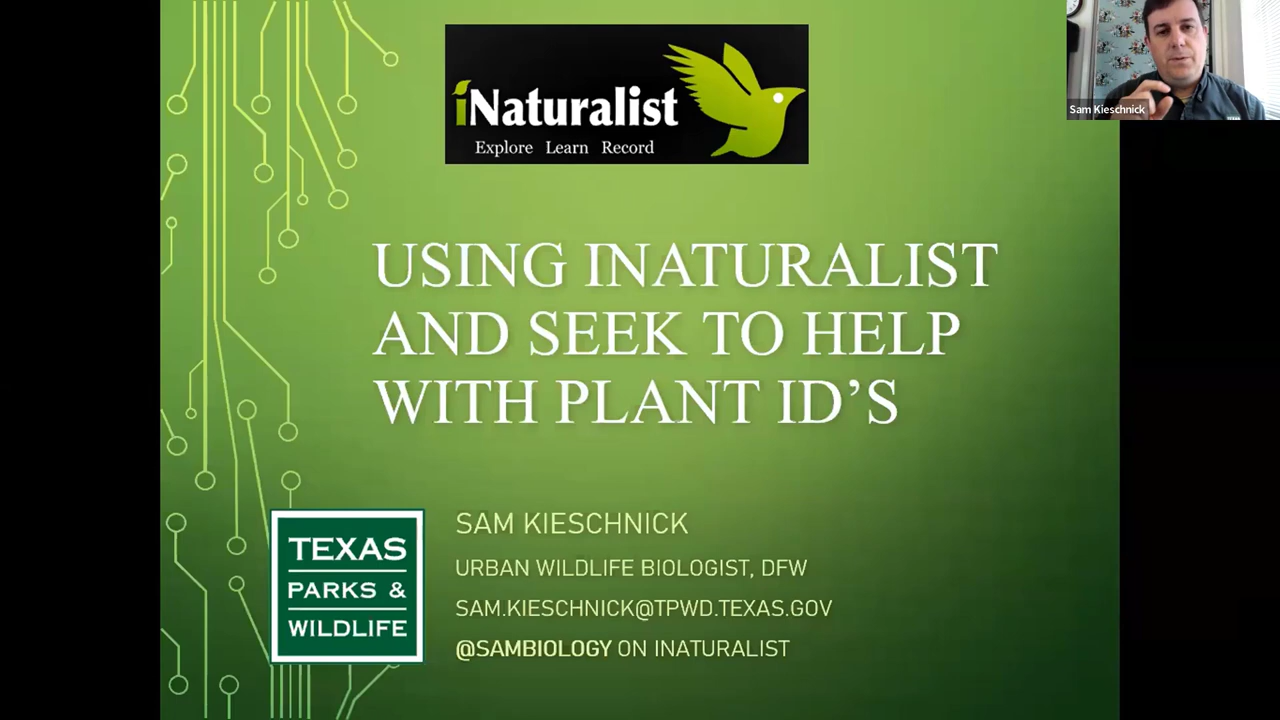 iNaturalist
Explore Learn Record
Sam Kieschnick
USING INATURALIST
AND SEEK TO HELP
WITH PLANT ID'S
TEXAS
PARKS &
WILDLIFE
SAM KIESCHNICK
URBAN WILDLIFE BIOLOGIST, DFW
SAM.KIESCHNICK@TPWD.TEXAS.GOV
@SAMBIOLOGY ON INATURALIST